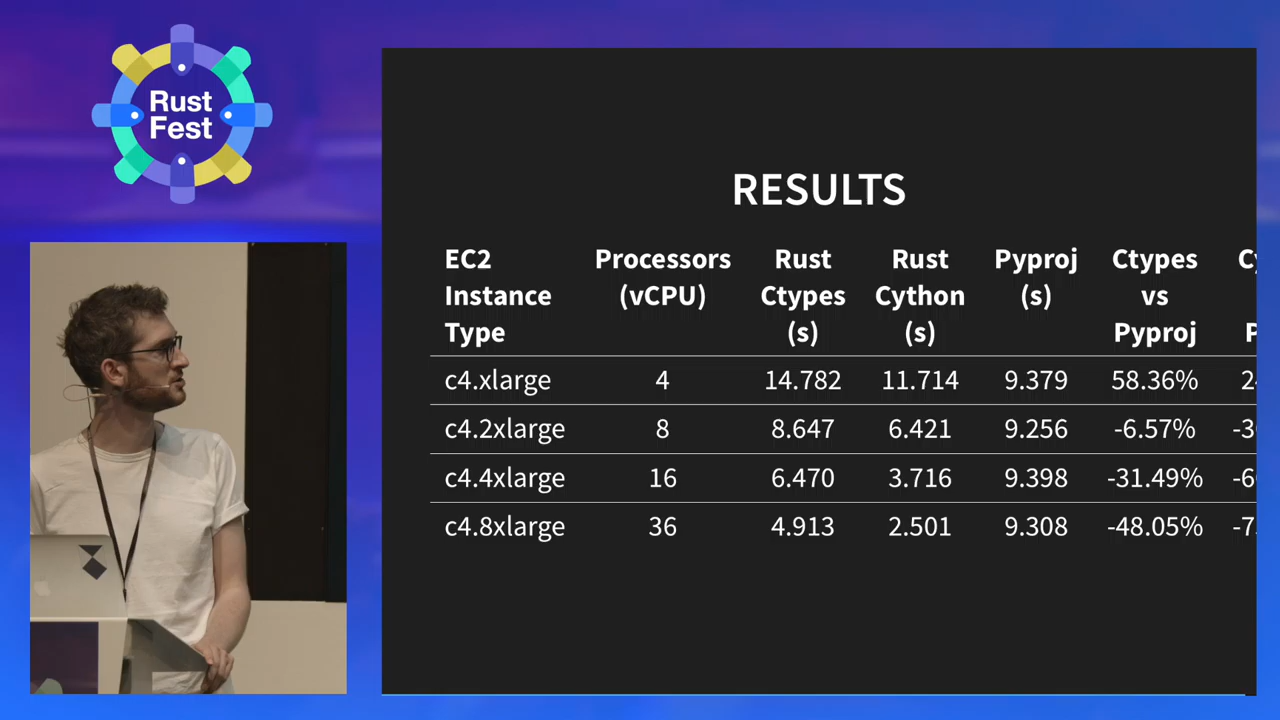 Rust
Fest
RESULTS
EC2 Instance Type Processors (vCPU) Rust Ctypes (s) Rust Cython (s) Pyproj (s) Ctypes vs Pyproj
c4.xlarge 4 14.782 11.714 9.379 58.36%
c4.2xlarge 8 8.647 6.421 9.256 -6.57%
c4.4xlarge 16 6.470 3.716 9.398 -31.49%
c4.8xlarge 36 4.913 2.501 9.308 -48.05%